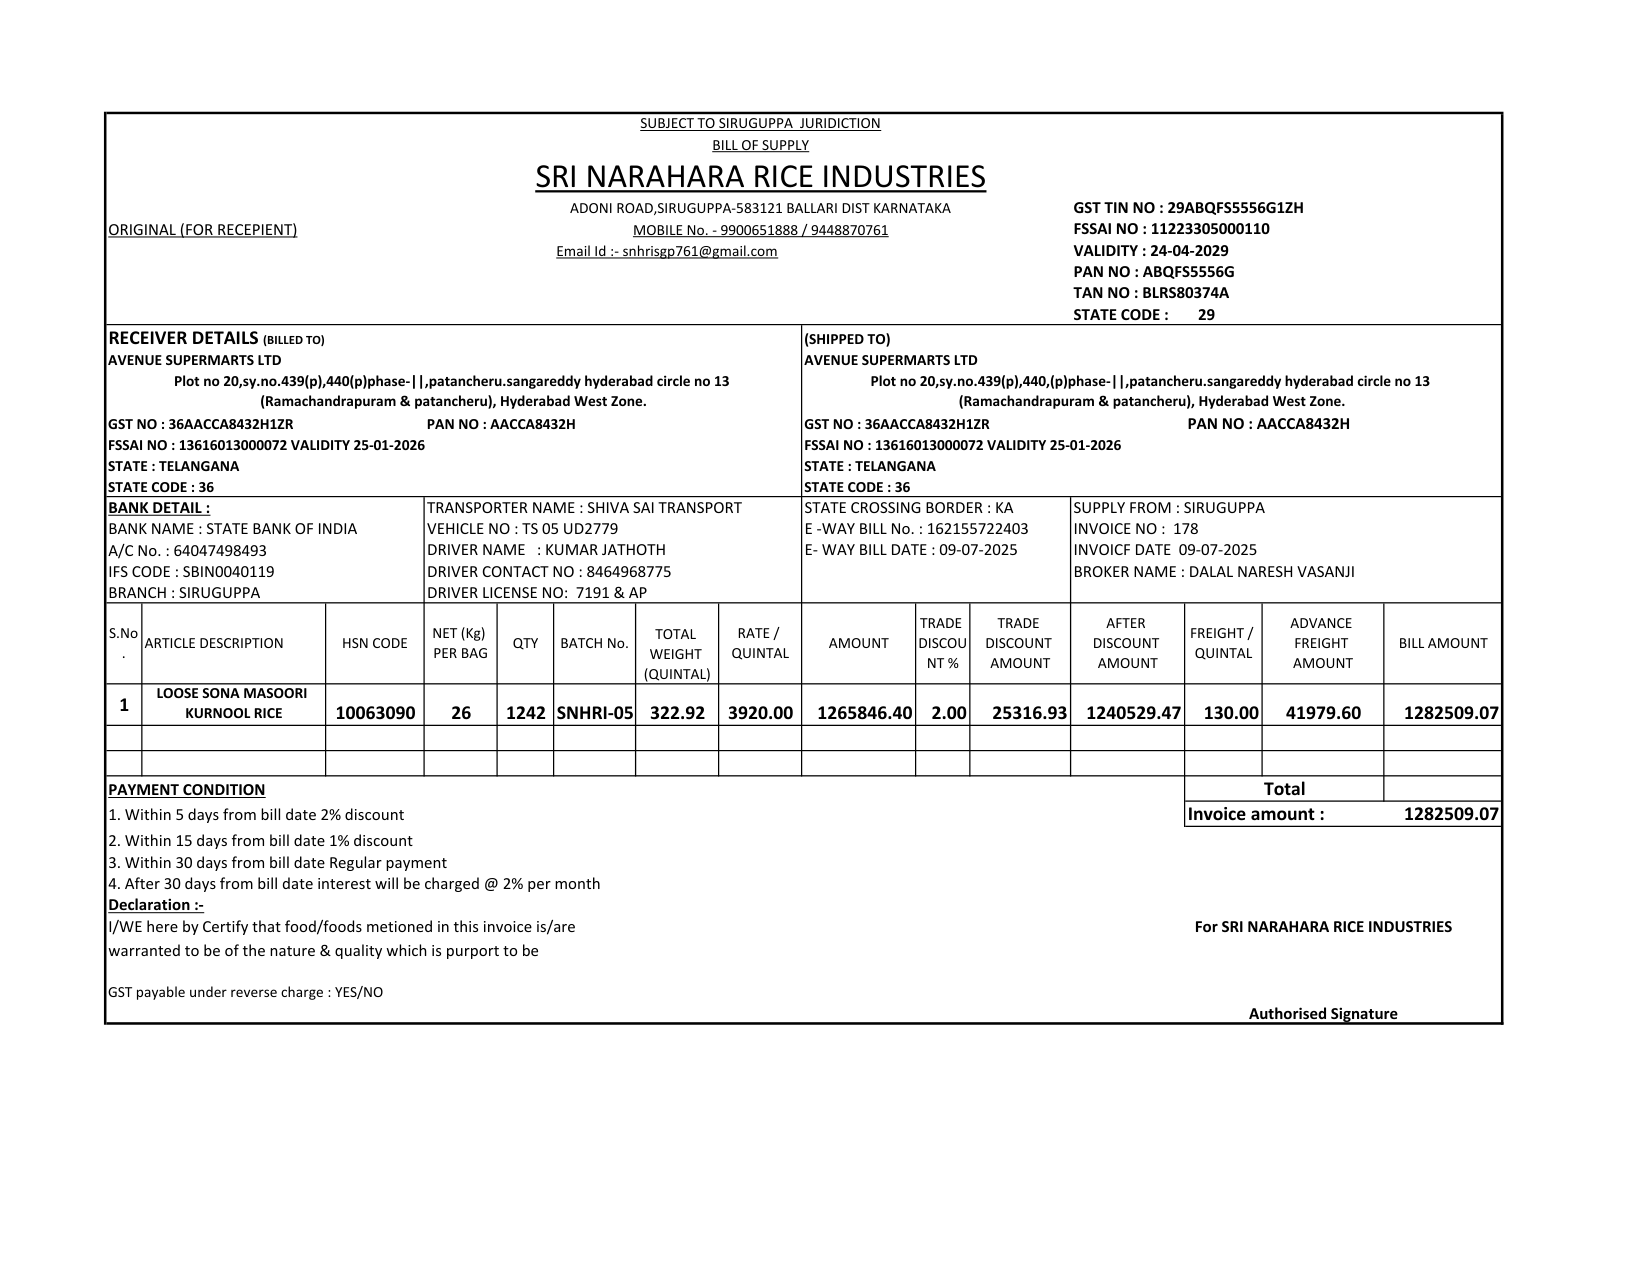 SUBJECT TO SIRUGUPPA JURIDICTION
BILL OF SUPPLY
SRI NARAHARA RICE INDUSTRIES
ADONI ROAD,SIRUGUPPA-583121 BALLARI DIST KARNATAKA
GST TIN NO : 29ABQFS5556G1ZH
ORIGINAL (FOR RECEPIENT)
MOBILE No. - 9900651888 / 9448870761
FSSAI NO : 11223305000110
Email Id :- snhrisgp761@gmail.com
VALIDITY : 24-04-2029
PAN NO : ABQFS5556G
TAN NO : BLRS80374A
STATE CODE : 29
RECEIVER DETAILS (BILLED TO)
AVENUE SUPERMARTS LTD
Plot no 20,sy.no.439(p),440(p)phase-||,patancheru.sangareddy hyderabad circle no 13
(Ramachandrapuram & patancheru), Hyderabad West Zone.
GST NO : 36AACCA8432H1ZR PAN NO : AACCA8432H
FSSAI NO : 13616013000072 VALIDITY 25-01-2026
STATE : TELANGANA
STATE CODE : 36
(SHIPPED TO)
AVENUE SUPERMARTS LTD
Plot no 20,sy.no.439(p),440,(p)phase-||,patancheru.sangareddy hyderabad circle no 13
(Ramachandrapuram & patancheru), Hyderabad West Zone.
GST NO : 36AACCA8432H1ZR PAN NO : AACCA8432H
FSSAI NO : 13616013000072 VALIDITY 25-01-2026
STATE : TELANGANA
STATE CODE : 36
BANK DETAIL :
BANK NAME : STATE BANK OF INDIA
A/C No. : 64047498493
IFS CODE : SBIN0040119
BRANCH : SIRUGUPPA
TRANSPORTER NAME : SHIVA SAI TRANSPORT
VEHICLE NO : TS 05 UD2779
DRIVER NAME : KUMAR JATHOTH
DRIVER CONTACT NO : 8464968775
DRIVER LICENSE NO: 7191 & AP
STATE CROSSING BORDER : KA
E -WAY BILL No. : 162155722403
E- WAY BILL DATE : 09-07-2025
SUPPLY FROM : SIRUGUPPA
INVOICE NO : 178
INVOICF DATE 09-07-2025
BROKER NAME : DALAL NARESH VASANJI
S.No
.
ARTICLE DESCRIPTION
HSN CODE
NET (Kg)
PER BAG
QTY
BATCH No.
TOTAL
WEIGHT
(QUINTAL)
RATE /
QUINTAL
AMOUNT
TRADE
DISCOU
NT %
TRADE
DISCOUNT
AMOUNT
AFTER
DISCOUNT
AMOUNT
FREIGHT /
QUINTAL
ADVANCE
FREIGHT
AMOUNT
BILL AMOUNT
1
LOOSE SONA MASOORI
KURNOOL RICE
10063090 26 1242 SNHRI-05 322.92 3920.00 1265846.40 2.00 25316.93 1240529.47 130.00 41979.60 1282509.07
PAYMENT CONDITION
Total
1. Within 5 days from bill date 2% discount
Invoice amount : 1282509.07
2. Within 15 days from bill date 1% discount
3. Within 30 days from bill date Regular payment
4. After 30 days from bill date interest will be charged @ 2% per month
Declaration :-
I/WE here by Certify that food/foods metioned in this invoice is/are
For SRI NARAHARA RICE INDUSTRIES
warranted to be of the nature & quality which is purport to be
GST payable under reverse charge : YES/NO
Authorised Signature